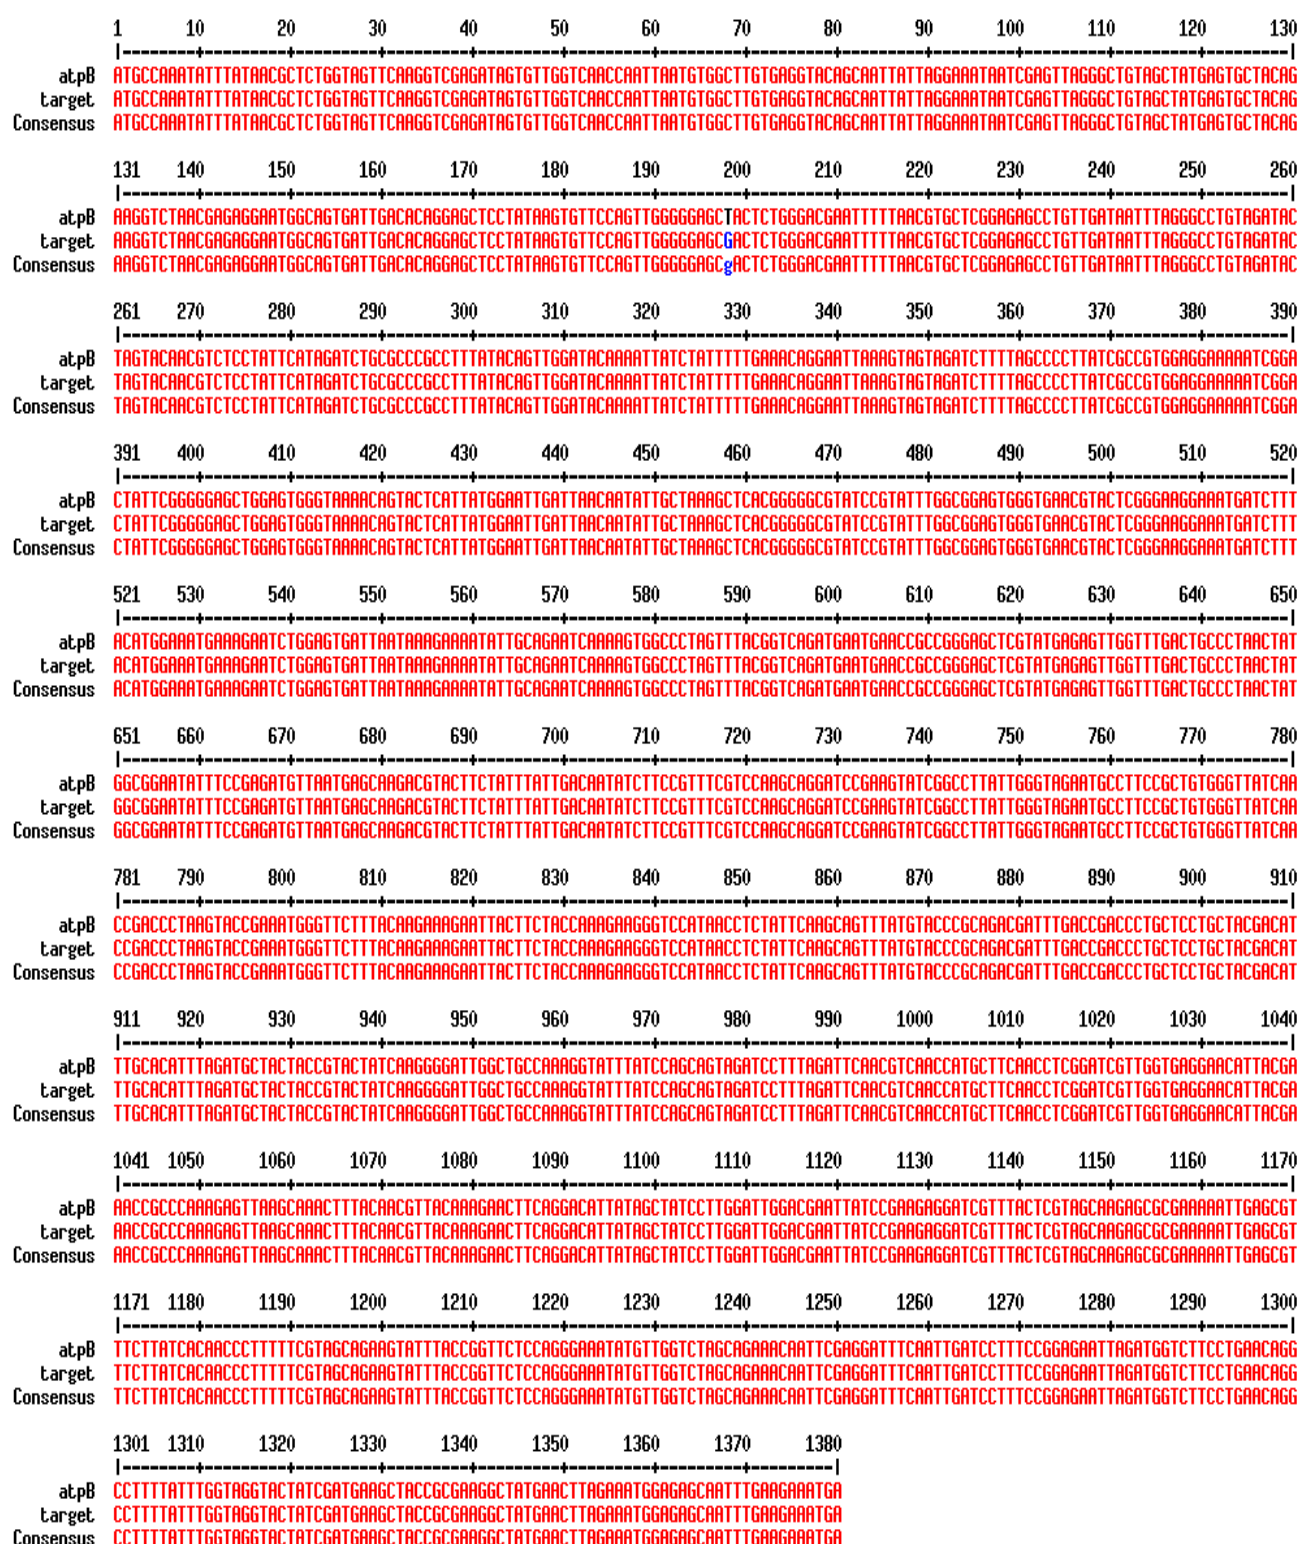 1 10 20 30 40 50 60 70 80 90 100 110 120 130
|--------+---------+---------+---------+---------+---------+---------+---------+---------+---------+---------+---------+---------|
atpB ATGCCAAATATTTATAACGCTCTGGTAGTTCAAGGTCGAGATAGTGTTGGTCAACCAATTAATGTGGCTTGTGAGGTACAGCAATTATTAGGAAATAATCGAGTTAGGGCTGTAGCTATGAGTGCTACAG
target ATGCCAAATATTTATAACGCTCTGGTAGTTCAAGGTCGAGATAGTGTTGGTCAACCAATTAATGTGGCTTGTGAGGTACAGCAATTATTAGGAAATAATCGAGTTAGGGCTGTAGCTATGAGTGCTACAG
Consensus ATGCCAAATATTTATAACGCTCTGGTAGTTCAAGGTCGAGATAGTGTTGGTCAACCAATTAATGTGGCTTGTGAGGTACAGCAATTATTAGGAAATAATCGAGTTAGGGCTGTAGCTATGAGTGCTACAG
131 140 150 160 170 180 190 200 210 220 230 240 250 260
|--------+---------+---------+---------+---------+---------+---------+---------+---------+---------+---------+---------+---------|
atpB AAGGTCTAACGAGAGGAATGGCAGTGATTGACACAGGAGCTCCTATAAGTGTTCCAGTTGGGGGAGCTACTCTGGGACGAATTTTTAACGTGCTCGGAGAGCCTGTTGATAATTTAGGGCCTGTAGATAC
target AAGGTCTAACGAGAGGAATGGCAGTGATTGACACAGGAGCTCCTATAAGTGTTCCAGTTGGGGGAGCGACTCTGGGACGAATTTTTAACGTGCTCGGAGAGCCTGTTGATAATTTAGGGCCTGTAGATAC
Consensus AAGGTCTAACGAGAGGAATGGCAGTGATTGACACAGGAGCTCCTATAAGTGTTCCAGTTGGGGGAGCgACTCTGGGACGAATTTTTAACGTGCTCGGAGAGCCTGTTGATAATTTAGGGCCTGTAGATAC
261 270 280 290 300 310 320 330 340 350 360 370 380 390
|--------+---------+---------+---------+---------+---------+---------+---------+---------+---------+---------+---------+---------|
atpB TAGTACAACGTCTCCTATTCATAGATCTGCGCCCGCCTTTATACAGTTGGATACAAAATTATCTATTTTTGAAACAGGAATTAAAGTAGTAGATCTTTTAGCCCCTTATCGCCGTGGAGGAAAAATCGGA
target TAGTACAACGTCTCCTATTCATAGATCTGCGCCCGCCTTTATACAGTTGGATACAAAATTATCTATTTTTGAAACAGGAATTAAAGTAGTAGATCTTTTAGCCCCTTATCGCCGTGGAGGAAAAATCGGA
Consensus TAGTACAACGTCTCCTATTCATAGATCTGCGCCCGCCTTTATACAGTTGGATACAAAATTATCTATTTTTGAAACAGGAATTAAAGTAGTAGATCTTTTAGCCCCTTATCGCCGTGGAGGAAAAATCGGA
391 400 410 420 430 440 450 460 470 480 490 500 510 520
|--------+---------+---------+---------+---------+---------+---------+---------+---------+---------+---------+---------+---------|
atpB CTATTCGGGGGAGCTGGAGTGGGTAAAACAGTACTCATTATGGAATTGATTAACAATATTGCTAAAGCTCACGGGGGCGTATCCGTATTTGGCGGAGTGGGTGAACGTACTCGGGAAGGAAATGATCTTT
target CTATTCGGGGGAGCTGGAGTGGGTAAAACAGTACTCATTATGGAATTGATTAACAATATTGCTAAAGCTCACGGGGGCGTATCCGTATTTGGCGGAGTGGGTGAACGTACTCGGGAAGGAAATGATCTTT
Consensus CTATTCGGGGGAGCTGGAGTGGGTAAAACAGTACTCATTATGGAATTGATTAACAATATTGCTAAAGCTCACGGGGGCGTATCCGTATTTGGCGGAGTGGGTGAACGTACTCGGGAAGGAAATGATCTTT
521 530 540 550 560 570 580 590 600 610 620 630 640 650
|--------+---------+---------+---------+---------+---------+---------+---------+---------+---------+---------+---------+---------|
atpB ACATGGAAATGAAAGAATCTGGAGTGATTAATAAAGAAAATATTGCAGAATCAAAAGTGGCCCTAGTTTACGGTCAGATGAATGAACCGCCGGGAGCTCGTATGAGAGTTGGTTTGACTGCCCTAACTAT
target ACATGGAAATGAAAGAATCTGGAGTGATTAATAAAGAAAATATTGCAGAATCAAAAGTGGCCCTAGTTTACGGTCAGATGAATGAACCGCCGGGAGCTCGTATGAGAGTTGGTTTGACTGCCCTAACTAT
Consensus ACATGGAAATGAAAGAATCTGGAGTGATTAATAAAGAAAATATTGCAGAATCAAAAGTGGCCCTAGTTTACGGTCAGATGAATGAACCGCCGGGAGCTCGTATGAGAGTTGGTTTGACTGCCCTAACTAT
651 660 670 680 690 700 710 720 730 740 750 760 770 780
|--------+---------+---------+---------+---------+---------+---------+---------+---------+---------+---------+---------+---------|
atpB GGCGGAATATTTCCGAGATGTTAATGAGCAAGACGTACTTCTATTTATTGACAATATCTTCCGTTTCGTCCAAGCAGGATCCGAAGTATCGGCCTTATTGGGTAGAATGCCTTCCGCTGTGGGTTATCAA
target GGCGGAATATTTCCGAGATGTTAATGAGCAAGACGTACTTCTATTTATTGACAATATCTTCCGTTTCGTCCAAGCAGGATCCGAAGTATCGGCCTTATTGGGTAGAATGCCTTCCGCTGTGGGTTATCAA
Consensus GGCGGAATATTTCCGAGATGTTAATGAGCAAGACGTACTTCTATTTATTGACAATATCTTCCGTTTCGTCCAAGCAGGATCCGAAGTATCGGCCTTATTGGGTAGAATGCCTTCCGCTGTGGGTTATCAA
781 790 800 810 820 830 840 850 860 870 880 890 900 910
|--------+---------+---------+---------+---------+---------+---------+---------+---------+---------+---------+---------+---------|
atpB CCGACCCTAAGTACCGAAATGGGTTCTTTACAAGAAAGAATTACTTCTACCAAAGAAGGGTCCATAACCTCTATTCAAGCAGTTTATGTACCCGCAGACGATTTGACCGACCCTGCTCCTGCTACGACAT
target CCGACCCTAAGTACCGAAATGGGTTCTTTACAAGAAAGAATTACTTCTACCAAAGAAGGGTCCATAACCTCTATTCAAGCAGTTTATGTACCCGCAGACGATTTGACCGACCCTGCTCCTGCTACGACAT
Consensus CCGACCCTAAGTACCGAAATGGGTTCTTTACAAGAAAGAATTACTTCTACCAAAGAAGGGTCCATAACCTCTATTCAAGCAGTTTATGTACCCGCAGACGATTTGACCGACCCTGCTCCTGCTACGACAT
911 920 930 940 950 960 970 980 990 1000 1010 1020 1030 1040
|--------+---------+---------+---------+---------+---------+---------+---------+---------+---------+---------+---------+---------|
atpB TTGCACATTTAGATGCTACTACCGTACTATCAAGGGGATTGGCTGCCAAAGGTATTTATCCAGCAGTAGATCCTTTAGATTCAACGTCAACCATGCTTCAACCTCGGATCGTTGGTGAGGAACATTACGA
target TTGCACATTTAGATGCTACTACCGTACTATCAAGGGGATTGGCTGCCAAAGGTATTTATCCAGCAGTAGATCCTTTAGATTCAACGTCAACCATGCTTCAACCTCGGATCGTTGGTGAGGAACATTACGA
Consensus TTGCACATTTAGATGCTACTACCGTACTATCAAGGGGATTGGCTGCCAAAGGTATTTATCCAGCAGTAGATCCTTTAGATTCAACGTCAACCATGCTTCAACCTCGGATCGTTGGTGAGGAACATTACGA
1041 1050 1060 1070 1080 1090 1100 1110 1120 1130 1140 1150 1160 1170
|--------+---------+---------+---------+---------+---------+---------+---------+---------+---------+---------+---------+---------|
atpB AACCGCCCAAAGAGTTAAGCAAACTTTACAACGTTACAAAGAACTTCAGGACATTATAGCTATCCTTGGATTGGACGAATTATCCGAAGAGGATCGTTTACTCGTAGCAAGAGCGCGAAAAATTGAGCGT
target AACCGCCCAAAGAGTTAAGCAAACTTTACAACGTTACAAAGAACTTCAGGACATTATAGCTATCCTTGGATTGGACGAATTATCCGAAGAGGATCGTTTACTCGTAGCAAGAGCGCGAAAAATTGAGCGT
Consensus AACCGCCCAAAGAGTTAAGCAAACTTTACAACGTTACAAAGAACTTCAGGACATTATAGCTATCCTTGGATTGGACGAATTATCCGAAGAGGATCGTTTACTCGTAGCAAGAGCGCGAAAAATTGAGCGT
1171 1180 1190 1200 1210 1220 1230 1240 1250 1260 1270 1280 1290 1300
|--------+---------+---------+---------+---------+---------+---------+---------+---------+---------+---------+---------+---------|
atpB TTCTTATCACAACCCTTTTTCGTAGCAGAAGTATTTACCGGTTCTCCAGGGAAATATGTTGGTCTAGCAGAAACAATTCGAGGATTTCAATTGATCCTTTCCGGAGAATTAGATGGTCTTCCTGAACAGG
target TTCTTATCACAACCCTTTTTCGTAGCAGAAGTATTTACCGGTTCTCCAGGGAAATATGTTGGTCTAGCAGAAACAATTCGAGGATTTCAATTGATCCTTTCCGGAGAATTAGATGGTCTTCCTGAACAGG
Consensus TTCTTATCACAACCCTTTTTCGTAGCAGAAGTATTTACCGGTTCTCCAGGGAAATATGTTGGTCTAGCAGAAACAATTCGAGGATTTCAATTGATCCTTTCCGGAGAATTAGATGGTCTTCCTGAACAGG
1301 1310 1320 1330 1340 1350 1360 1370 1380
|--------+---------+---------+---------+---------+---------+---------+---------|
atpB CCTTTTATTTGGTAGGTACTATCGATGAAGCTACCGCGAAGGCTATGAACTTAGAAATGGAGAGCAATTTGAAGAAATGA
target CCTTTTATTTGGTAGGTACTATCGATGAAGCTACCGCGAAGGCTATGAACTTAGAAATGGAGAGCAATTTGAAGAAATGA
Consensus CCTTTTATTTGGTAGGTACTATCGATGAAGCTACCGCGAAGGCTATGAACTTAGAAATGGAGAGCAATTTGAAGAAATGA